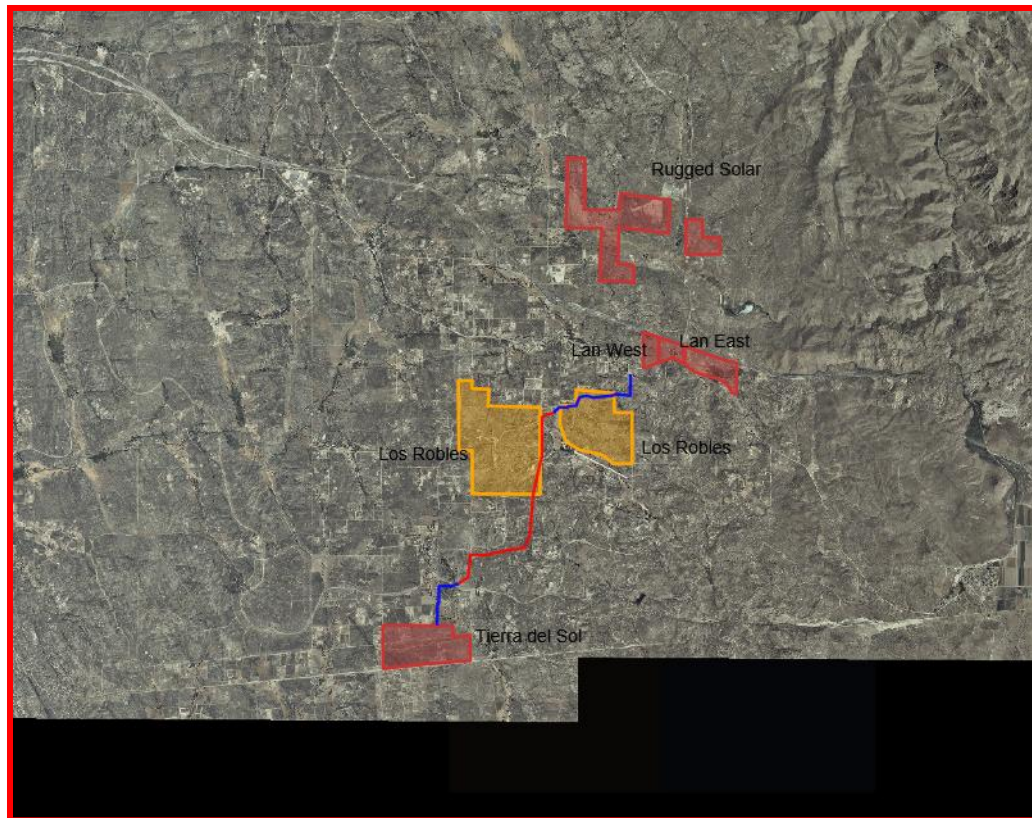 Rugged Solar
Lan West
Lan East
Los Robles
Los Robles
Tierra del Sol